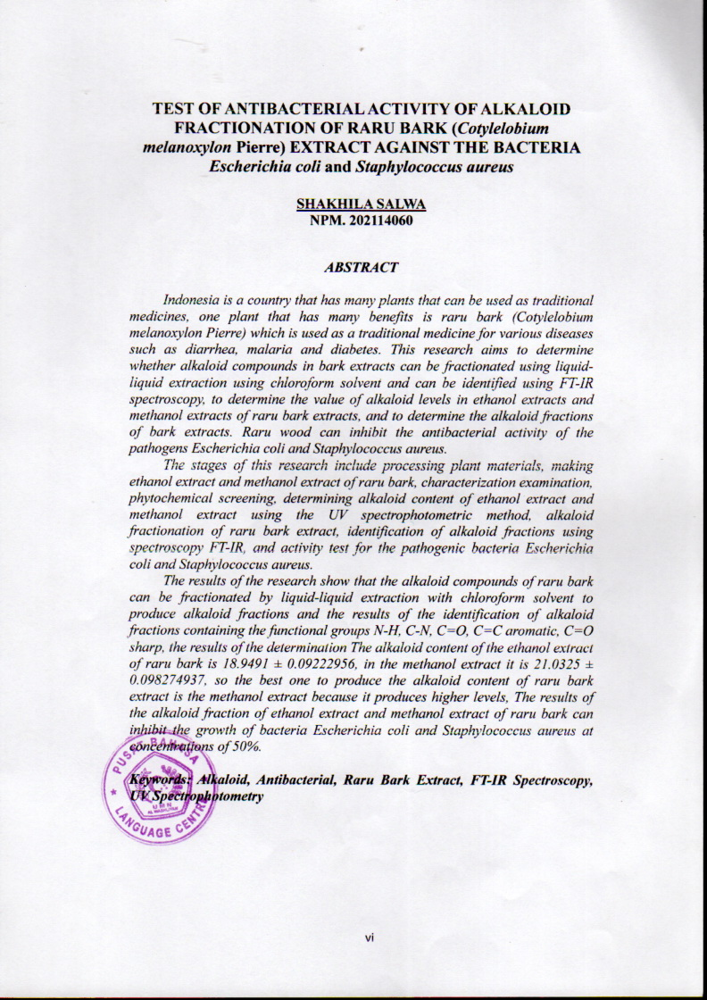 TEST OF ANTIBACTERIAL ACTIVITY OF ALKALOID
FRACTIONATION OF RARU BARK (Cotylelobium
melanoxylon Pierre) EXTRACT AGAINST THE BACTERIA
Escherichia coli and Staphylococcus aureus
SHAKHILA SALWA
NPM. 202114060
ABSTRACT
Indonesia is a country that has many plants that can be used as traditional
medicines, one plant that has many benefits is raru bark (Cotylelobium
melanoxylon Pierre) which is used as a traditional medicine for various diseases
such as diarrhea, malaria and diabetes. This research aims to determine
whether alkaloid compounds in bark extracts can be fractionated using liquid-
liquid extraction using chloroform solvent and can be identified using FT-IR
spectroscopy, to determine the value of alkaloid levels in ethanol extracts and
methanol extracts of raru bark extracts, and to determine the alkaloid fractions
of bark extracts. Raru wood can inhibit the antibacterial activity of the
pathogens Escherichia coli and Staphylococcus aureus.
The stages of this research include processing plant materials, making
ethanol extract and methanol extract of raru bark, characterization examination,
phytochemical screening, determining alkaloid content of ethanol extract and
methanol extract using the UV spectrophotometric method, alkaloid
fractionation of raru bark extract, identification of alkaloid fractions using
spectroscopy FT-IR, and activity test for the pathogenic bacteria Escherichia
coli and Staphylococcus aureus.
The results of the research show that the alkaloid compounds of raru bark
can be fractionated by liquid-liquid extraction with chloroform solvent to
produce alkaloid fractions and the results of the identification of alkaloid
fractions containing the functional groups N-H, C-N, C=O, C=C aromatic, C=O
sharp, the results of the determination The alkaloid content of the ethanol extract
of raru bark is 18.9491 ± 0.09222956, in the methanol extract it is 21.0325 ±
0.098274937, so the best one to produce the alkaloid content of raru bark
extract is the methanol extract because it produces higher levels, The results of
the alkaloid fraction of ethanol extract and methanol extract of raru bark can
inhibit the growth of bacteria Escherichia coli and Staphylococcus aureus at
concentrations of 50%.
Keywords: Alkaloid, Antibacterial, Raru Bark Extract, FT-IR Spectroscopy,
UV Spectrophotometry
PUSAT BAHASA
UMN
AL WASHLIYAH
LANGUAGE CENTRE
vi